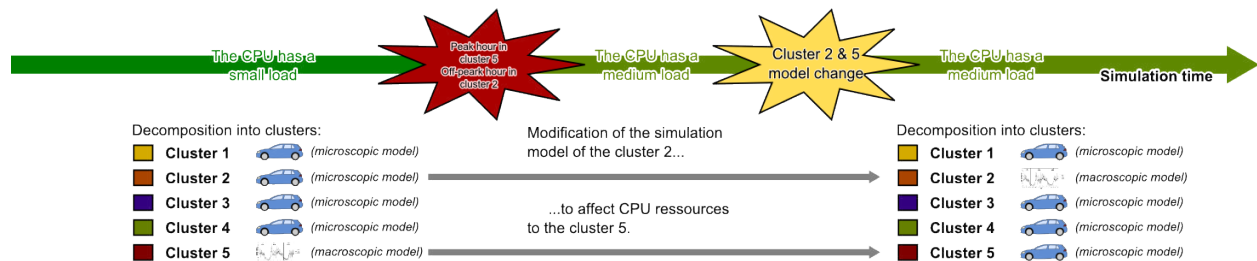 The CPU has a
small load
Peak hour in
cluster 5
Off-peark hour in
cluster 2
The CPU has a
medium load
Cluster 2 & 5
model change
The CPU has a
medium load
Simulation time
Decomposition into clusters:
Cluster 1 (microscopic model)
Cluster 2 (microscopic model)
Cluster 3 (microscopic model)
Cluster 4 (microscopic model)
Cluster 5 (macroscopic model)
Modification of the simulation
model of the cluster 2...
...to affect CPU ressources
to the cluster 5.
Decomposition into clusters:
Cluster 1 (microscopic model)
Cluster 2 (macroscopic model)
Cluster 3 (microscopic model)
Cluster 4 (microscopic model)
Cluster 5 (microscopic model)